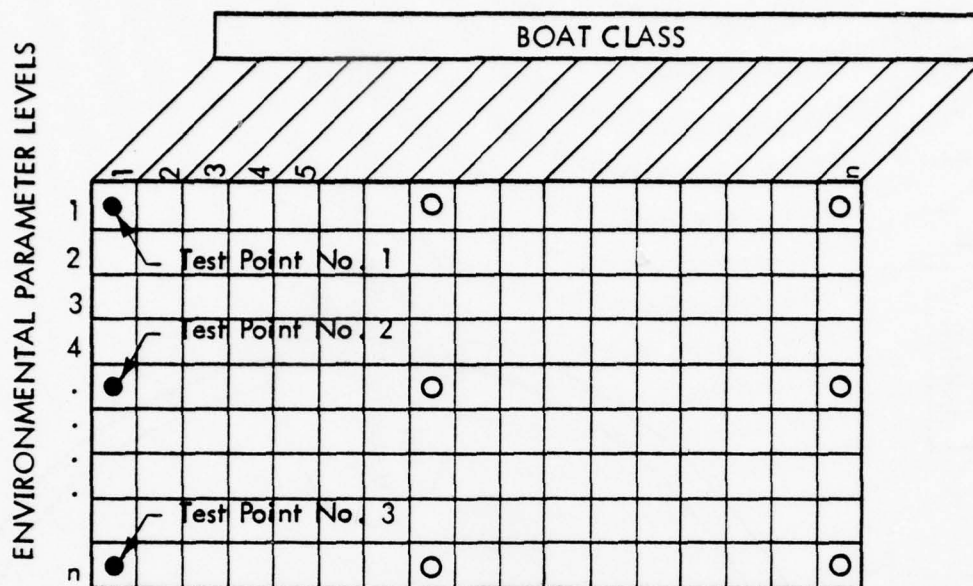 BOAT CLASS
ENVIRONMENTAL PARAMETER LEVELS
1 2 3 4 5 n
1
Test Point No. 1
2
3
Test Point No. 2
4
.
.
.
.
Test Point No. 3
n